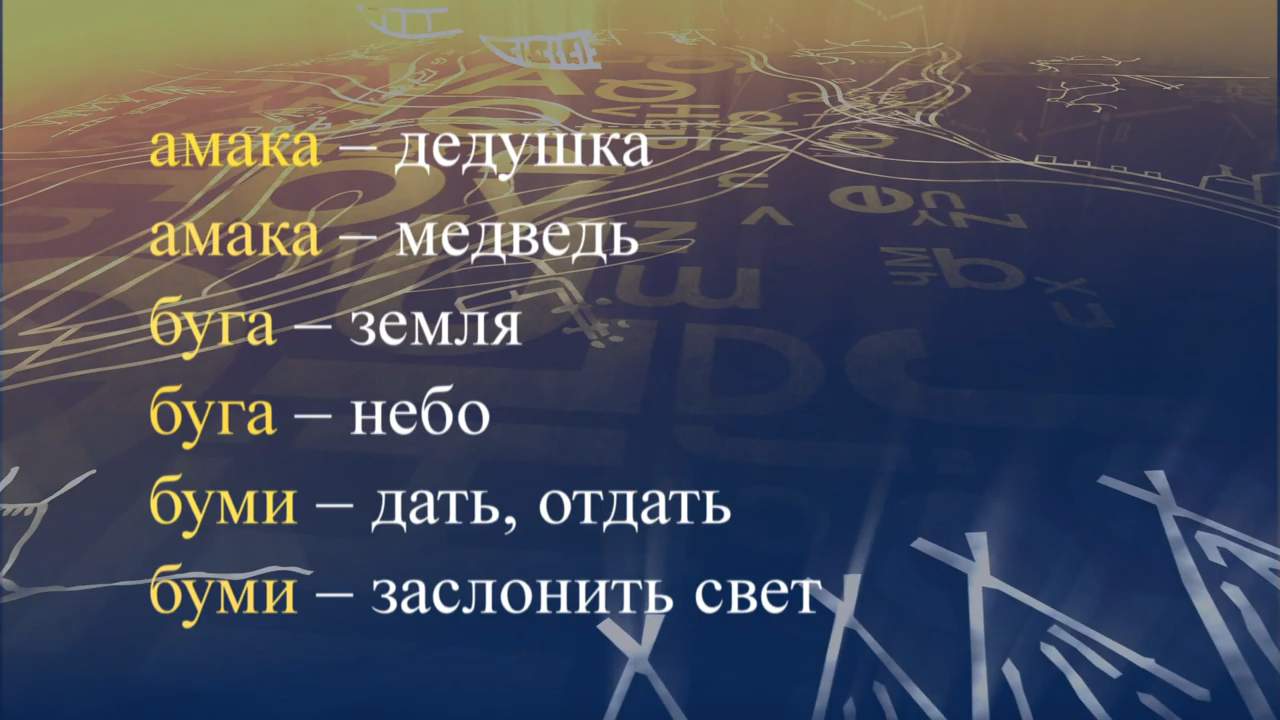 амака – дедушка
амака – медведь
буга – земля
буга – небо
буми – дать, отдать
буми – заслонить свет